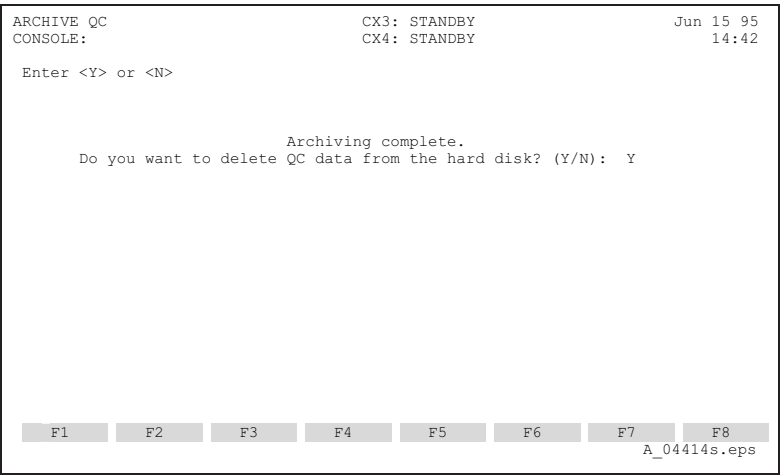 ARCHIVE QC CX3: STANDBY Jun 15 95
CONSOLE: CX4: STANDBY 14:42
Enter <Y> or <N>
Archiving complete.
Do you want to delete QC data from the hard disk? (Y/N): Y
F1 F2 F3 F4 F5 F6 F7 F8
A_04414s.eps